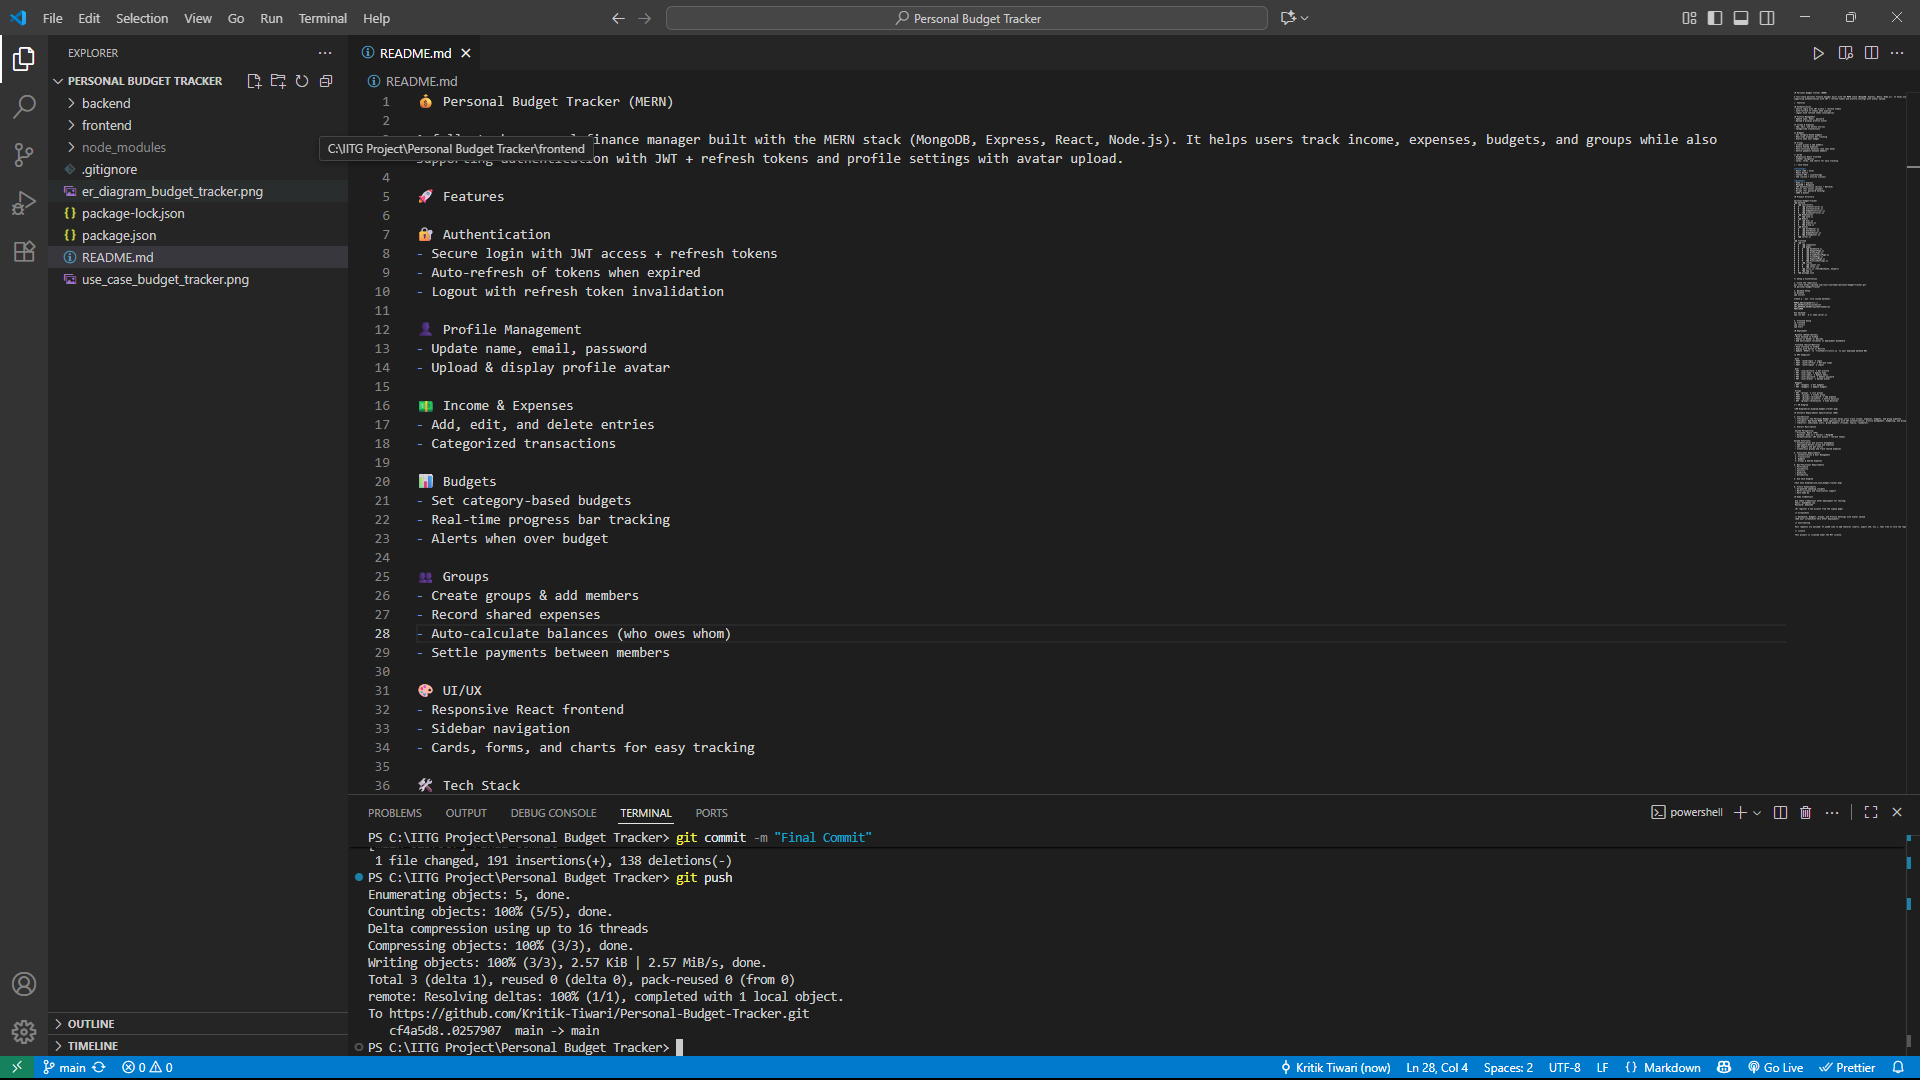 File Edit Selection View Go Run Terminal Help
Personal Budget Tracker
EXPLORER
PERSONAL BUDGET TRACKER
backend
frontend
node_modules
.gitignore
er_diagram_budget_tracker.png
package-lock.json
package.json
README.md
use_case_budget_tracker.png
OUTLINE
TIMELINE
README.md
README.md
1 Personal Budget Tracker (MERN)
2
finance manager built with the MERN stack (MongoDB, Express, React, Node.js). It helps users track income, expenses, budgets, and groups while also
C:\IITG Project\Personal Budget Tracker\frontend
with JWT + refresh tokens and profile settings with avatar upload.
4
5 Features
6
7 Authentication
8 - Secure login with JWT access + refresh tokens
9 - Auto-refresh of tokens when expired
10 - Logout with refresh token invalidation
11
12 Profile Management
13 - Update name, email, password
14 - Upload & display profile avatar
15
16 Income & Expenses
17 - Add, edit, and delete entries
18 - Categorized transactions
19
20 Budgets
21 - Set category-based budgets
22 - Real-time progress bar tracking
23 - Alerts when over budget
24
25 Groups
26 - Create groups & add members
27 - Record shared expenses
28 - Auto-calculate balances (who owes whom)
29 - Settle payments between members
30
31 UI/UX
32 - Responsive React frontend
33 - Sidebar navigation
34 - Cards, forms, and charts for easy tracking
35
36 Tech Stack
PROBLEMS OUTPUT DEBUG CONSOLE TERMINAL PORTS
powershell
PS C:\IITG Project\Personal Budget Tracker> git commit -m "Final Commit"
1 file changed, 191 insertions(+), 138 deletions(-)
PS C:\IITG Project\Personal Budget Tracker> git push
Enumerating objects: 5, done.
Counting objects: 100% (5/5), done.
Delta compression using up to 16 threads
Compressing objects: 100% (3/3), done.
Writing objects: 100% (3/3), 2.57 KiB | 2.57 MiB/s, done.
Total 3 (delta 1), reused 0 (delta 0), pack-reused 0 (from 0)
remote: Resolving deltas: 100% (1/1), completed with 1 local object.
To https://github.com/Kritik-Tiwari/Personal-Budget-Tracker.git
cf4a5d8..0257907 main -> main
PS C:\IITG Project\Personal Budget Tracker>
main 0 0 Kritik Tiwari (now) Ln 28, Col 4 Spaces: 2 UTF-8 LF {} Markdown Go Live Prettier